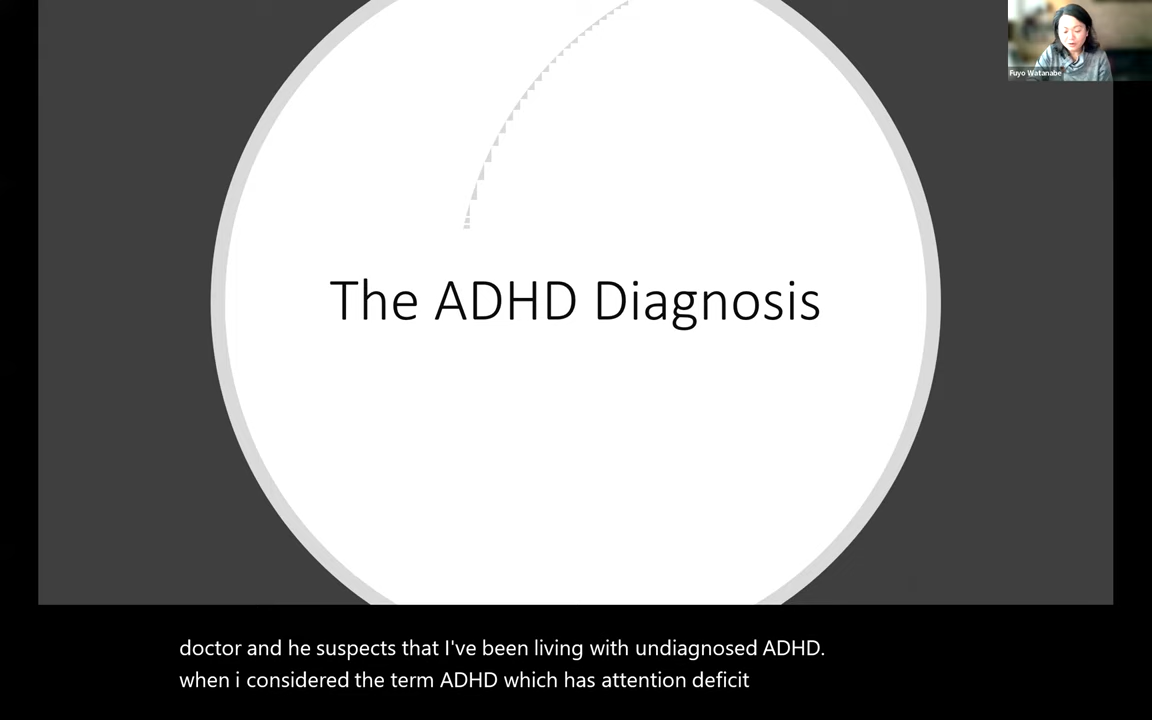 Fuyo Watanabe
The ADHD Diagnosis
doctor and he suspects that I've been living with undiagnosed ADHD.
when i considered the term ADHD which has attention deficit